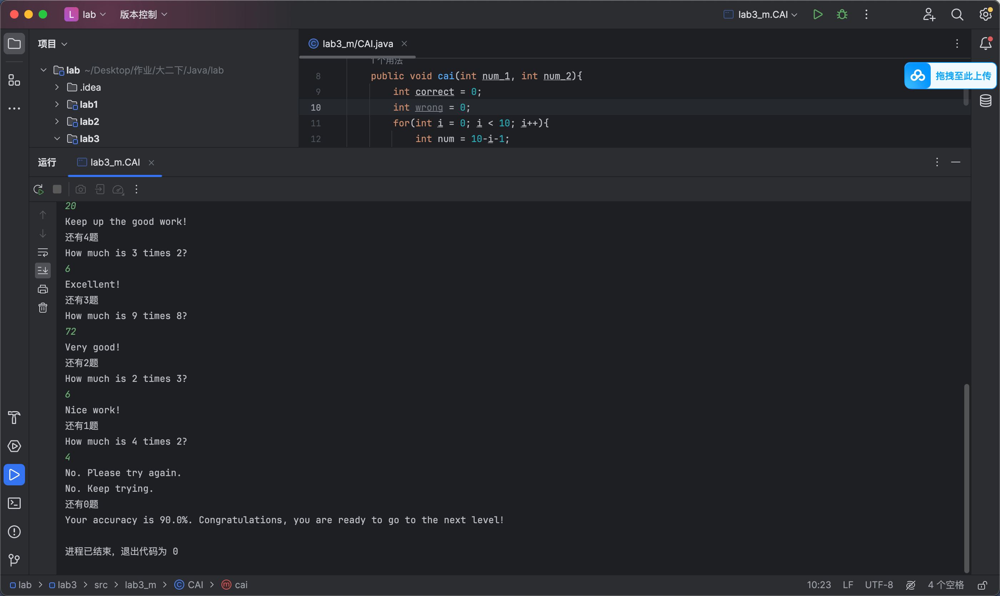 L lab 版本控制 lab3_m.CAI
项目
lab ~/Desktop/作业/大二下/Java/lab
.idea
lab1
lab2
lab3
lab3_m/CAI.java
1个用法
8 public void cai(int num_1, int num_2){
9 int correct = 0;
10 int wrong = 0;
11 for(int i = 0; i < 10; i++){
12 int num = 10-i-1;
拖拽至此上传
运行 lab3_m.CAI
20
Keep up the good work!
还有4题
How much is 3 times 2?
6
Excellent!
还有3题
How much is 9 times 8?
72
Very good!
还有2题
How much is 2 times 3?
6
Nice work!
还有1题
How much is 4 times 2?
4
No. Please try again.
No. Keep trying.
还有0题
Your accuracy is 90.0%. Congratulations, you are ready to go to the next level!
进程已结束，退出代码为 0
lab > lab3 > src > lab3_m > C CAI > m cai 10:23 LF UTF-8 4 个空格